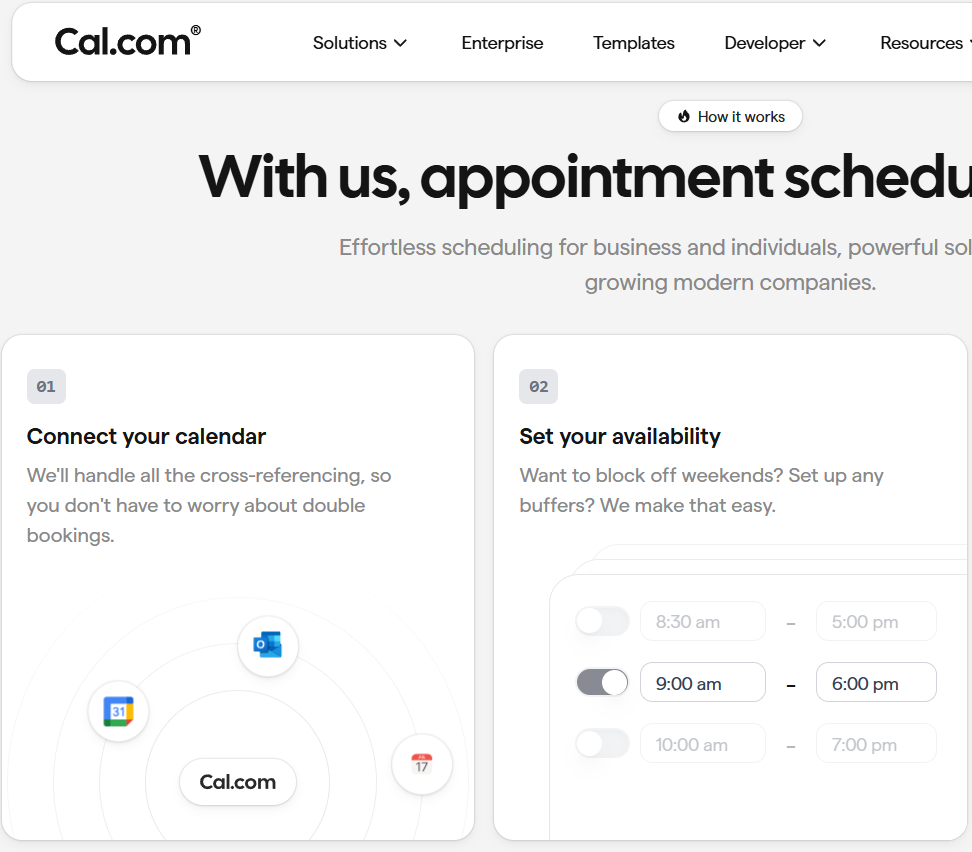 Cal.com®
Solutions
Enterprise
Templates
Developer
Resources
How it works
With us, appointment schedu
Effortless scheduling for business and individuals, powerful sol
growing modern companies.
01
Connect your calendar
We'll handle all the cross-referencing, so
you don't have to worry about double
bookings.
31
17
Cal.com
02
Set your availability
Want to block off weekends? Set up any
buffers? We make that easy.
8:30 am – 5:00 pm
9:00 am – 6:00 pm
10:00 am – 7:00 pm